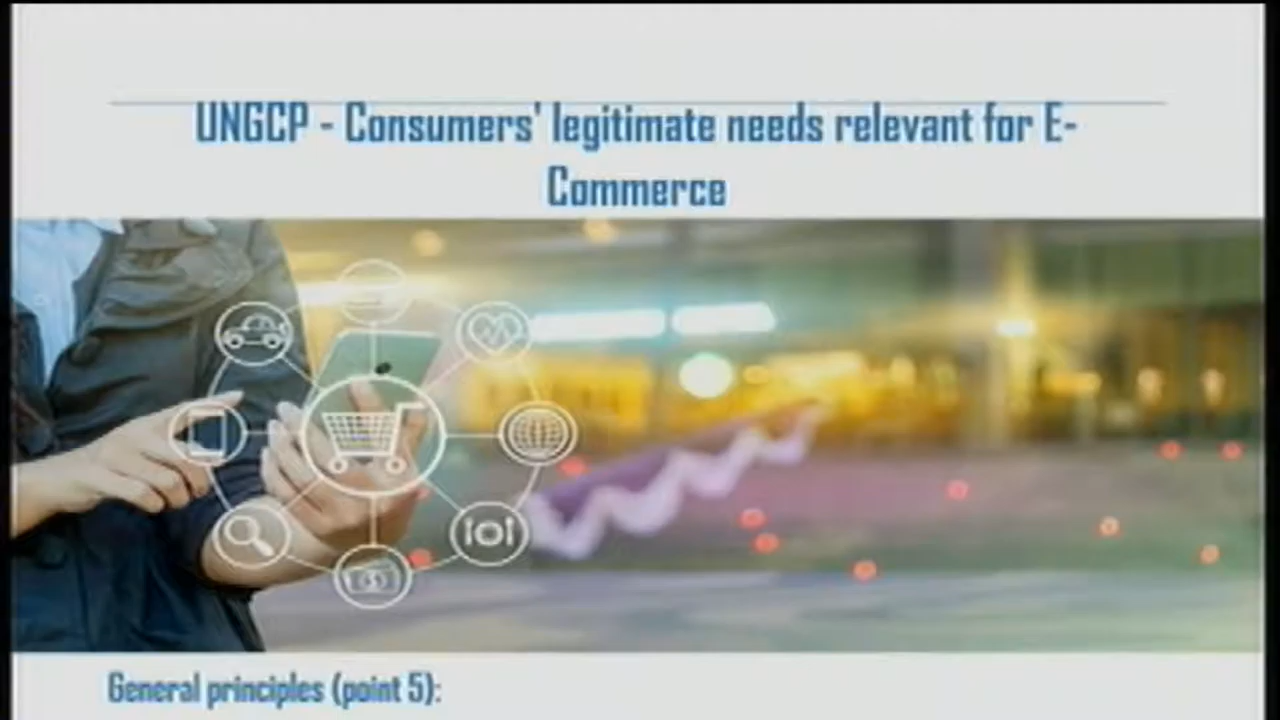 UNGCP - Consumers' legitimate needs relevant for E-
Commerce
General principles (point 5):